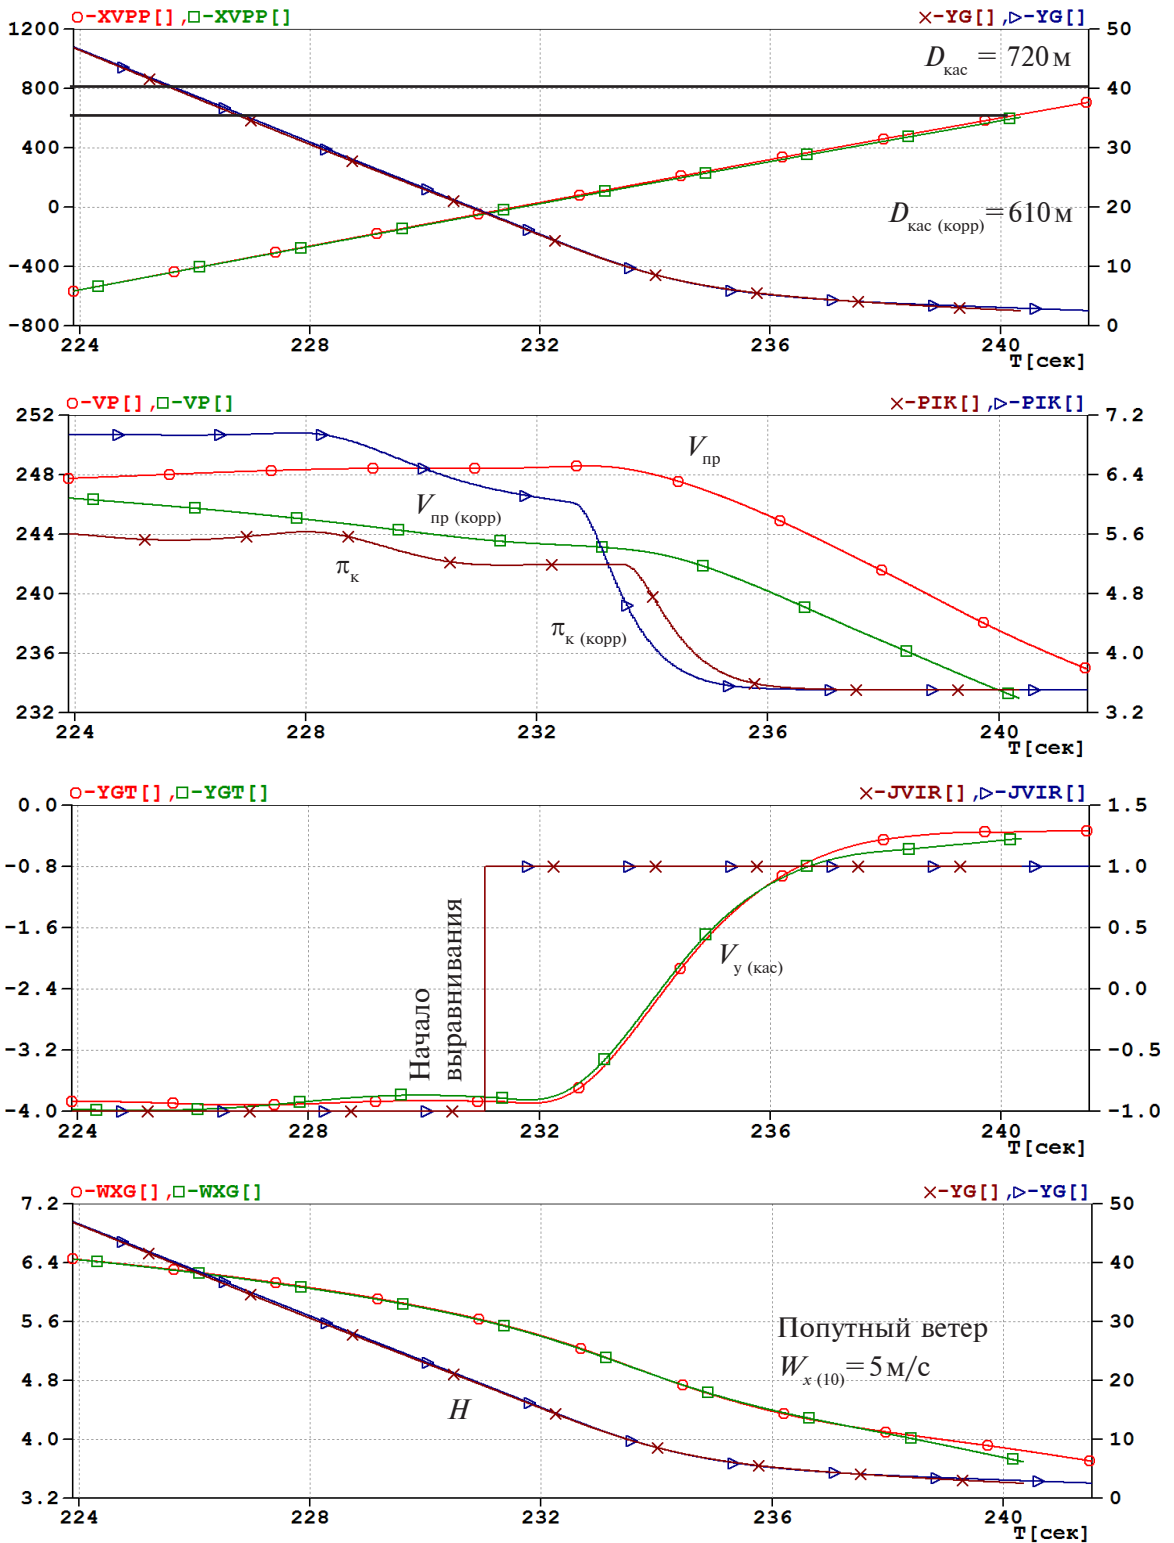 XVPP[], XVPP[] YG[], YG[]
1200 50
D кас = 720 м
800 40
400 30
0 20
D кас (корр) = 610 м
-400 10
-800 0
224 228 232 236 240
T[сек]
VP[], VP[] PIK[], PIK[]
252 7.2
V пр
248 6.4
V пр (корр)
244 5.6
π к
240 4.8
π к (корр)
236 4.0
232 3.2
224 228 232 236 240
T[сек]
YGT[], YGT[] JVIR[], JVIR[]
0.0 1.5
-0.8 1.0
-1.6 0.5
V у (кас)
-2.4 0.0
Начало
выравнивания
-3.2 -0.5
-4.0 -1.0
224 228 232 236 240
T[сек]
WXG[], WXG[] YG[], YG[]
7.2 50
6.4 40
5.6 30
Попутный ветер
W x (10) = 5 м/с
4.8 20
H
4.0 10
3.2 0
224 228 232 236 240
T[сек]